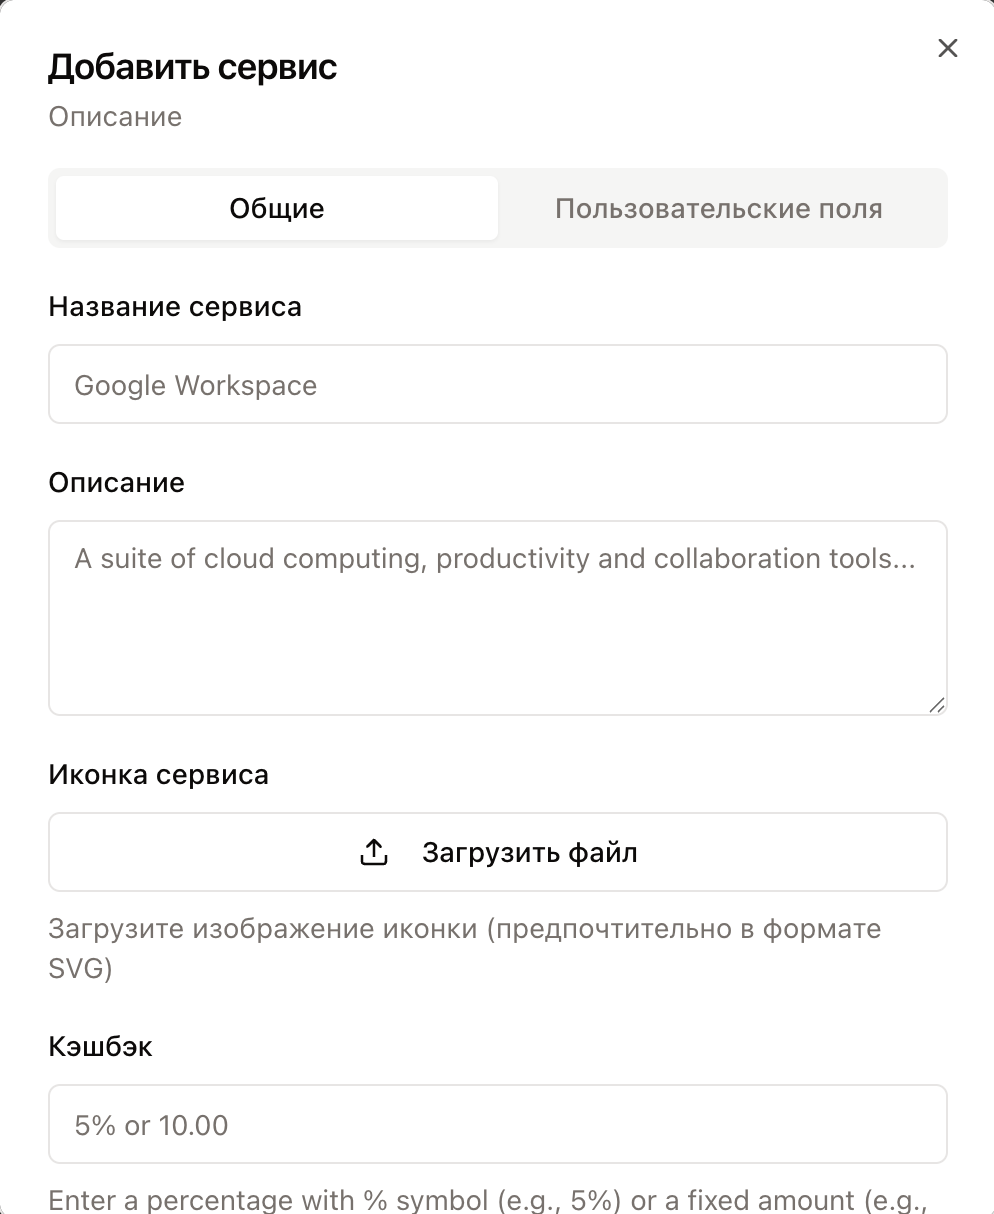 Добавить сервис
Описание
Общие
Пользовательские поля
Название сервиса
Google Workspace
Описание
A suite of cloud computing, productivity and collaboration tools...
Иконка сервиса
Загрузить файл
Загрузите изображение иконки (предпочтительно в формате
SVG)
Кэшбэк
5% or 10.00
Enter a percentage with % symbol (e.g., 5%) or a fixed amount (e.g.,